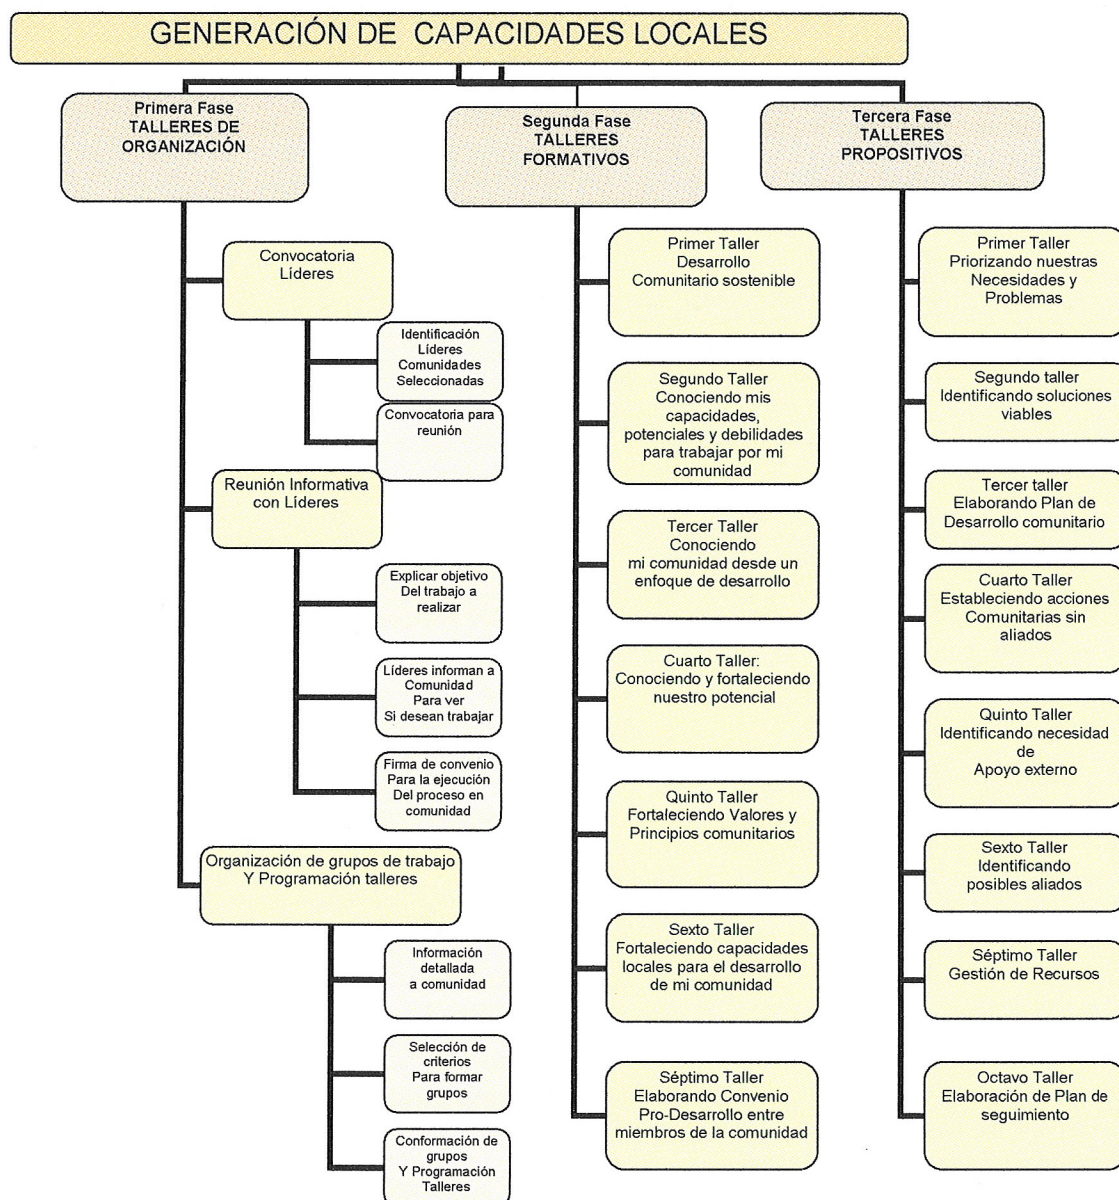 GENERACIÓN DE CAPACIDADES LOCALES
Primera Fase
TALLERES DE
ORGANIZACIÓN
Convocatoria
Líderes
Identificación
Líderes
Comunidades
Seleccionadas
Convocatoria para
reunión
Reunión Informativa
con Líderes
Explicar objetivo
Del trabajo a
realizar
Líderes informan a
Comunidad
Para ver
Si desean trabajar
Firma de convenio
Para la ejecución
Del proceso en
comunidad
Organización de grupos de trabajo
Y Programación talleres
Información
detallada
a comunidad
Selección de
criterios
Para formar
grupos
Conformación de
grupos
Y Programación
Talleres
Segunda Fase
TALLERES
FORMATIVOS
Primer Taller
Desarrollo
Comunitario sostenible
Segundo Taller
Conociendo mis
capacidades,
potenciales y debilidades
para trabajar por mi
comunidad
Tercer Taller
Conociendo
mi comunidad desde un
enfoque de desarrollo
Cuarto Taller:
Conociendo y fortaleciendo
nuestro potencial
Quinto Taller
Fortaleciendo Valores y
Principios comunitarios
Sexto Taller
Fortaleciendo capacidades
locales para el desarrollo
de mi comunidad
Séptimo Taller
Elaborando Convenio
Pro-Desarrollo entre
miembros de la comunidad
Tercera Fase
TALLERES
PROPOSITIVOS
Primer Taller
Priorizando nuestras
Necesidades y
Problemas
Segundo taller
Identificando soluciones
viables
Tercer taller
Elaborando Plan de
Desarrollo comunitario
Cuarto Taller
Estableciendo acciones
Comunitarias sin
aliados
Quinto Taller
Identificando necesidad
de
Apoyo externo
Sexto Taller
Identificando
posibles aliados
Séptimo Taller
Gestión de Recursos
Octavo Taller
Elaboración de Plan de
seguimiento